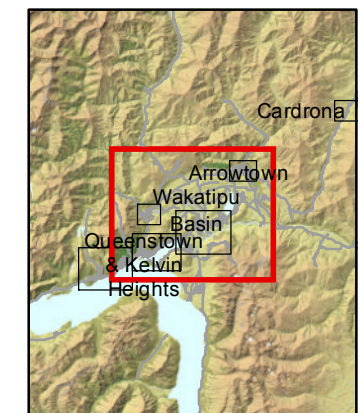 Cardrona
Arrowtown
Wakatipu
Basin
Queenstown
& Kelvin
Heights